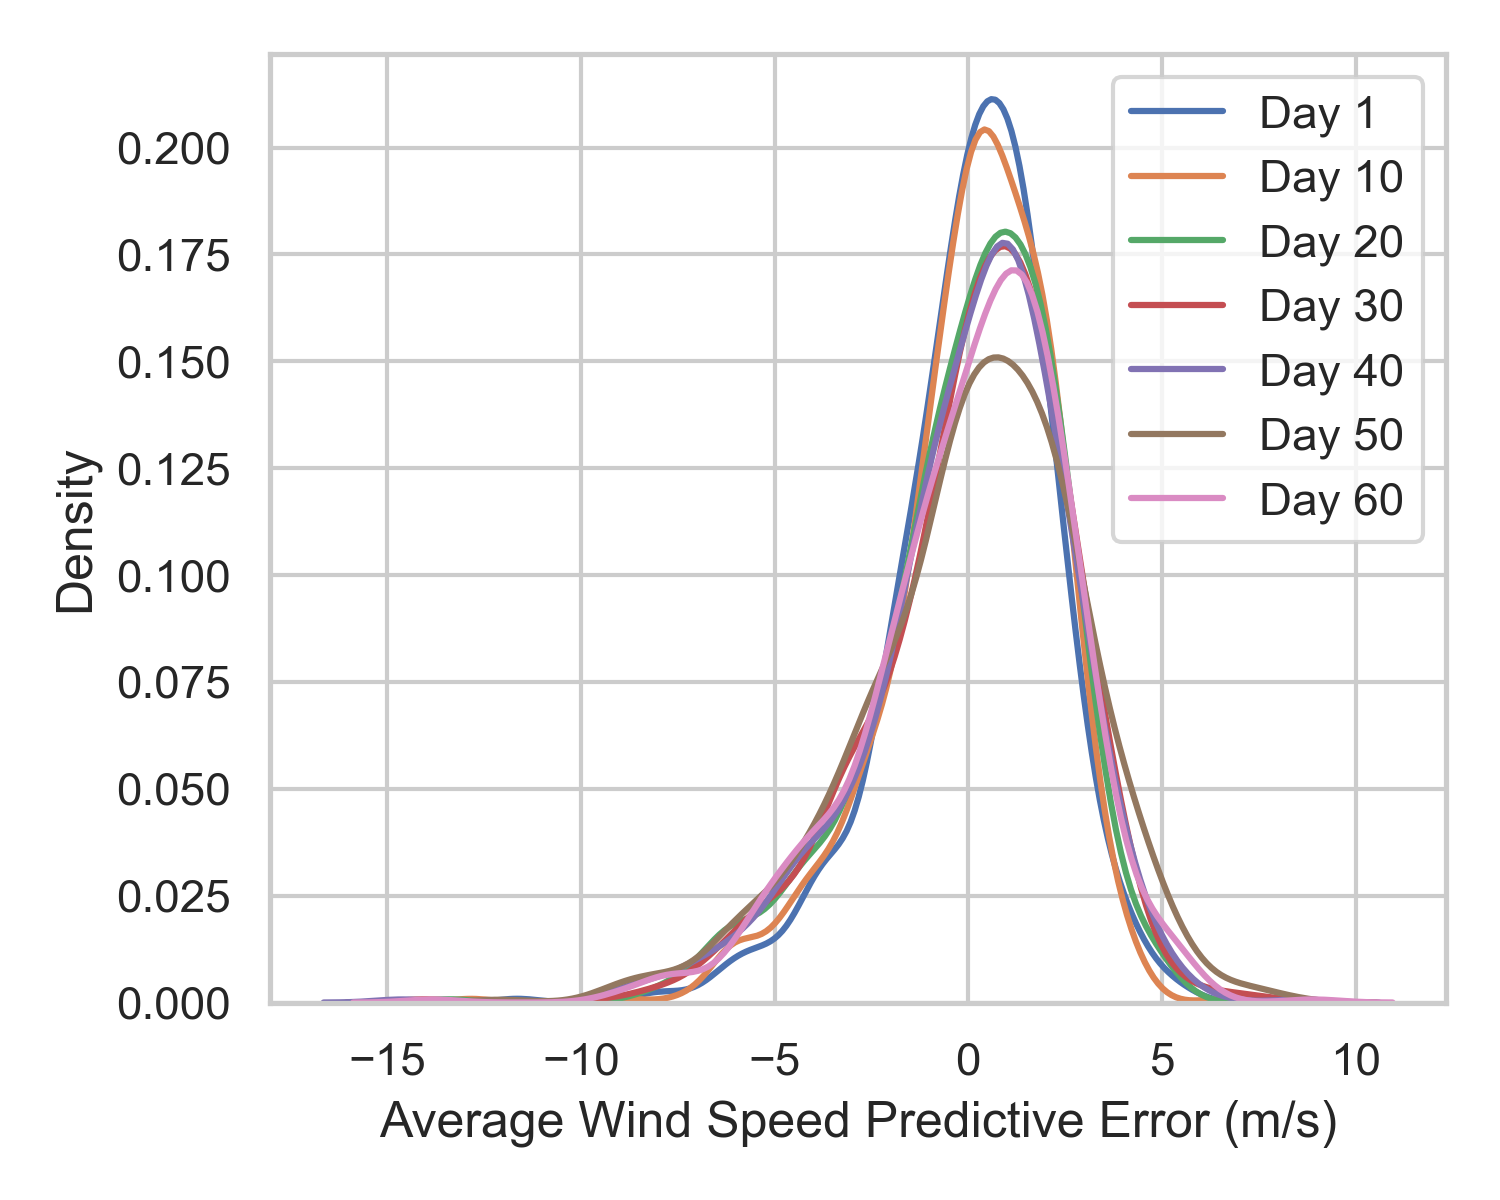 Density
0.200
0.175
0.150
0.125
0.100
0.075
0.050
0.025
0.000
Day 1
Day 10
Day 20
Day 30
Day 40
Day 50
Day 60
−15 −10 −5 0 5 10
Average Wind Speed Predictive Error (m/s)